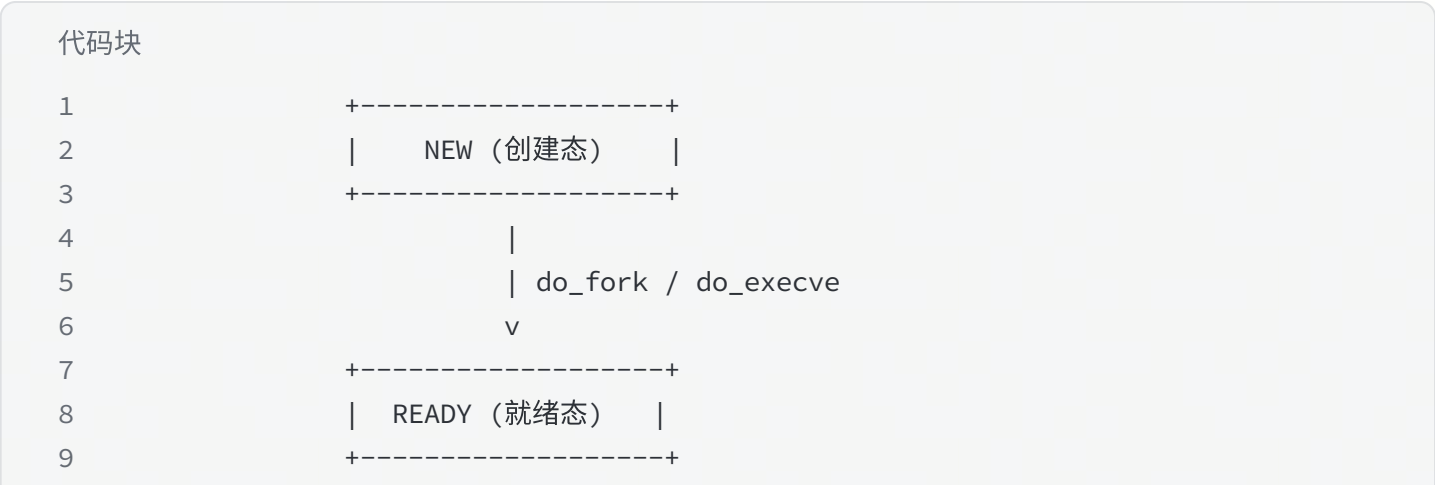 代码块
1                  +-------------------+
2                  |    NEW (创建态)    |
3                  +-------------------+
4                            |
5                            | do_fork / do_execve
6                            v
7                  +-------------------+
8                  |  READY (就绪态)   |
9                  +-------------------+